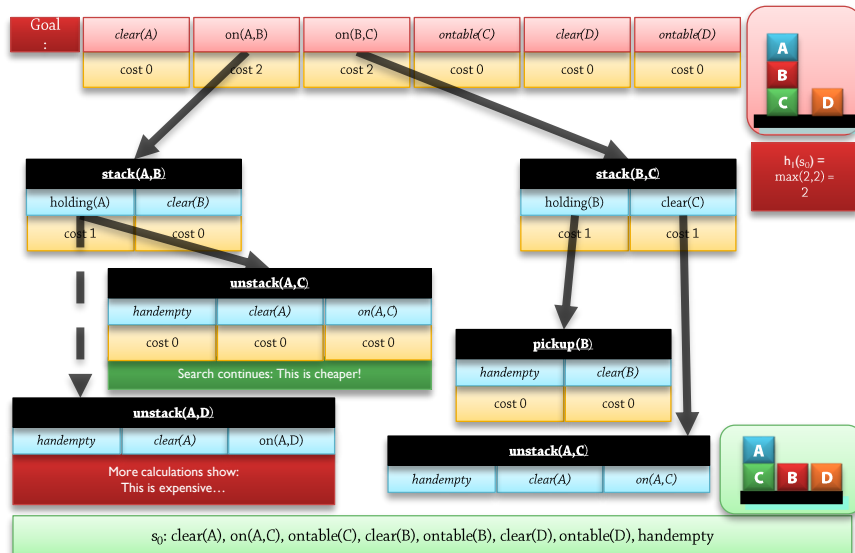 Goal
:
clear(A) on(A,B) on(B,C) ontable(C) clear(D) ontable(D)
cost 0 cost 2 cost 2 cost 0 cost 0 cost 0
A
B
C D
h1(s0) =
max(2,2) =
2
stack(A,B)
holding(A) clear(B)
cost 1 cost 0
stack(B,C)
holding(B) clear(C)
cost 1 cost 1
unstack(A,C)
handempty clear(A) on(A,C)
cost 0 cost 0 cost 0
Search continues: This is cheaper!
pickup(B)
handempty clear(B)
cost 0 cost 0
unstack(A,D)
handempty clear(A) on(A,D)
More calculations show:
This is expensive…
unstack(A,C)
handempty clear(A) on(A,C)
A
C B D
s0: clear(A), on(A,C), ontable(C), clear(B), ontable(B), clear(D), ontable(D), handempty